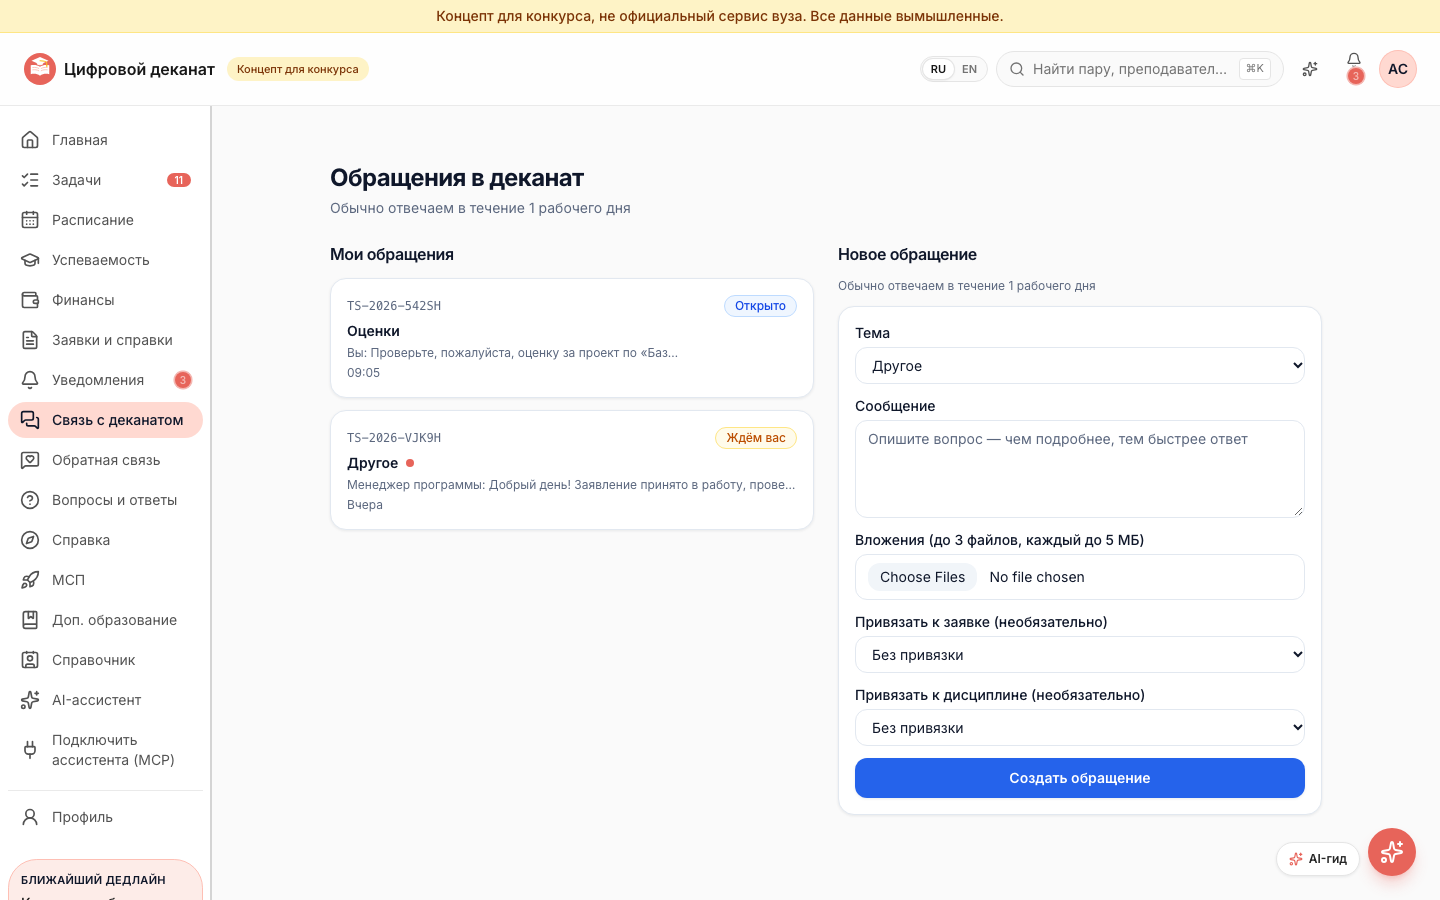 Концепт для конкурса, не официальный сервис вуза. Все данные вымышленные.
Цифровой деканат
Концепт для конкурса
RU EN
Найти пару, преподавател... ⌘K
3
АС
Главная
Задачи 11
Расписание
Успеваемость
Финансы
Заявки и справки
Уведомления 3
Связь с деканатом
Обратная связь
Вопросы и ответы
Справка
МСП
Доп. образование
Справочник
AI-ассистент
Подключить
ассистента (MCP)
Профиль
БЛИЖАЙШИЙ ДЕДЛАЙН
Обращения в деканат
Обычно отвечаем в течение 1 рабочего дня
Мои обращения
TS-2026-542SH Открыто
Оценки
Вы: Проверьте, пожалуйста, оценку за проект по «Баз...
09:05
TS-2026-VJK9H Ждём вас
Другое
Менеджер программы: Добрый день! Заявление принято в работу, прове...
Вчера
Новое обращение
Обычно отвечаем в течение 1 рабочего дня
Тема
Другое
Сообщение
Опишите вопрос — чем подробнее, тем быстрее ответ
Вложения (до 3 файлов, каждый до 5 МБ)
Choose Files No file chosen
Привязать к заявке (необязательно)
Без привязки
Привязать к дисциплине (необязательно)
Без привязки
Создать обращение
AI-гид